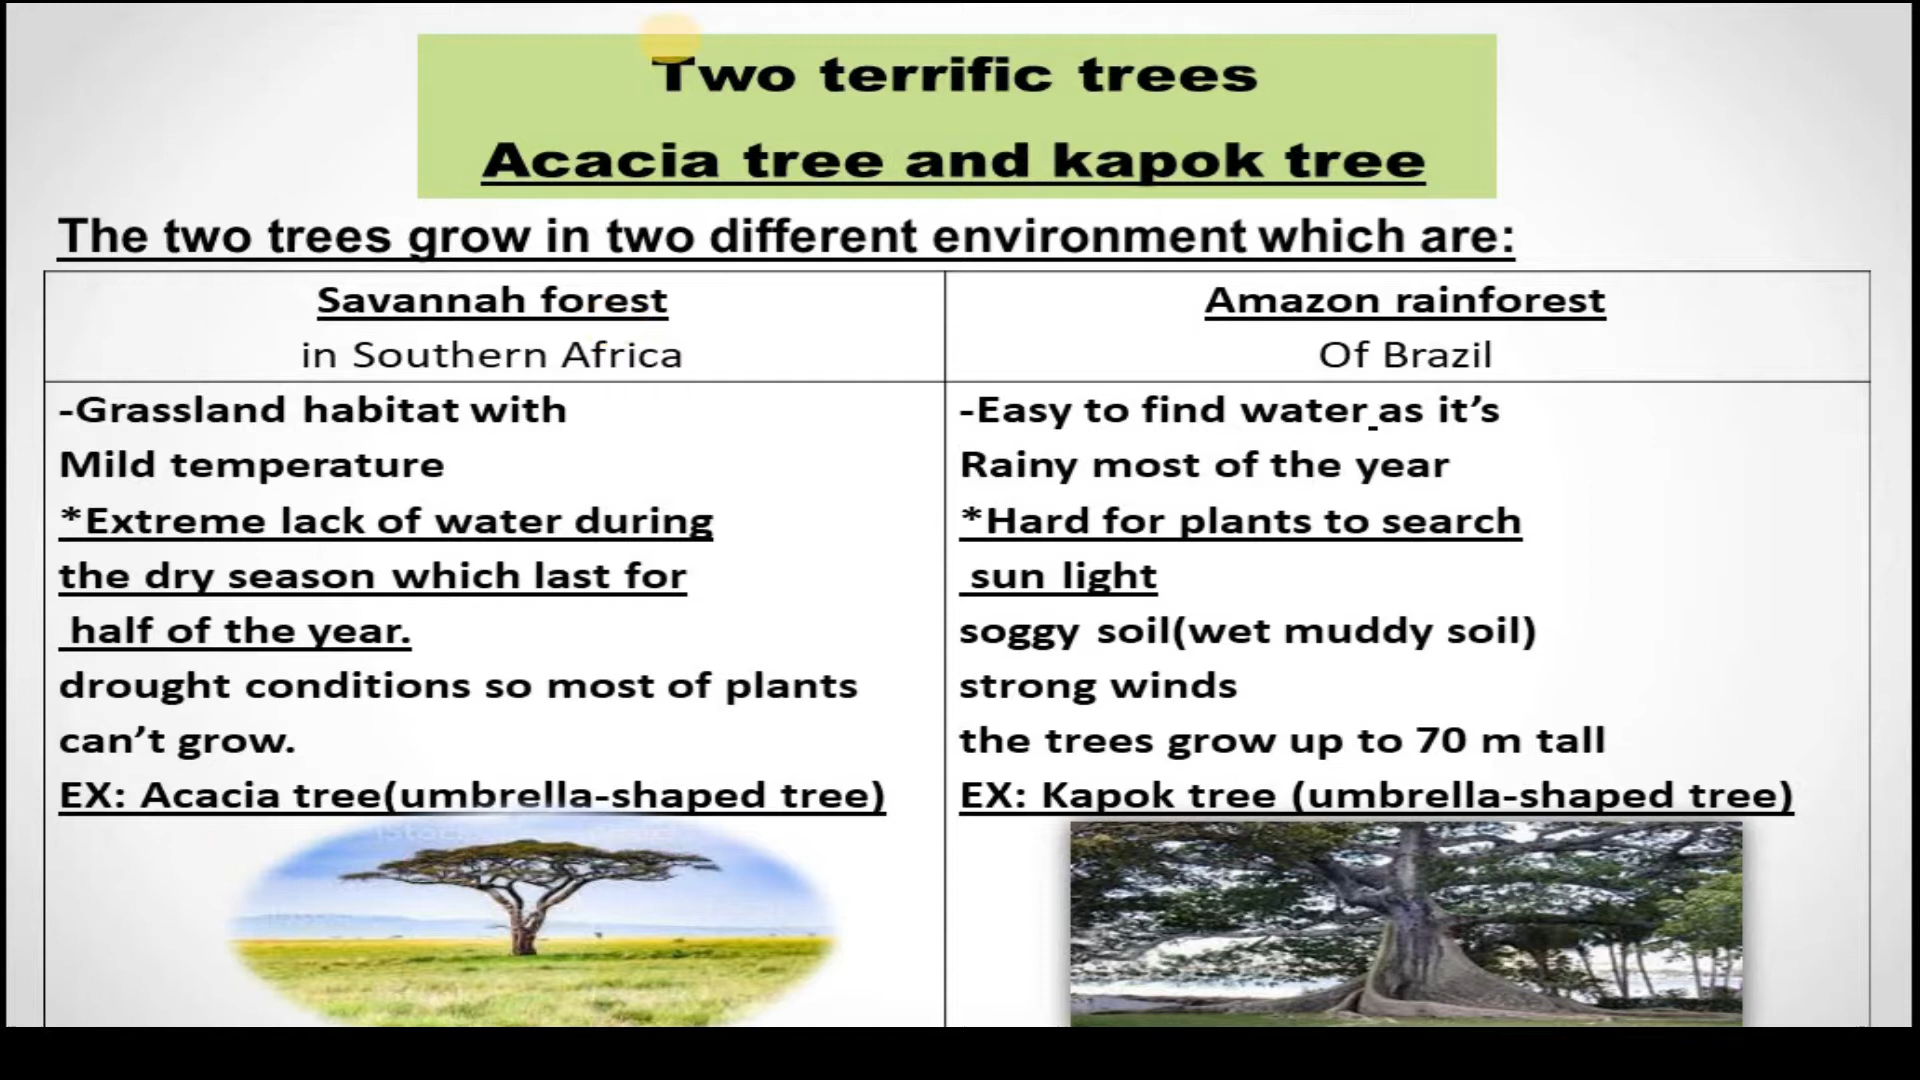 Two terrific trees
Acacia tree and kapok tree
The two trees grow in two different environment which are:
Savannah forest
in Southern Africa
-Grassland habitat with
Mild temperature
*Extreme lack of water during
the dry season which last for
half of the year.
drought conditions so most of plants
can’t grow.
EX: Acacia tree(umbrella-shaped tree)
Amazon rainforest
Of Brazil
-Easy to find water as it’s
Rainy most of the year
*Hard for plants to search
sun light
soggy soil(wet muddy soil)
strong winds
the trees grow up to 70 m tall
EX: Kapok tree (umbrella-shaped tree)